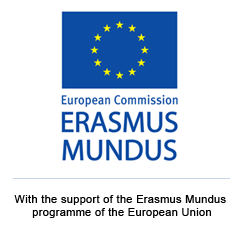 European Commission
ERASMUS
MUNDUS
With the support of the Erasmus Mundus
programme of the European Union